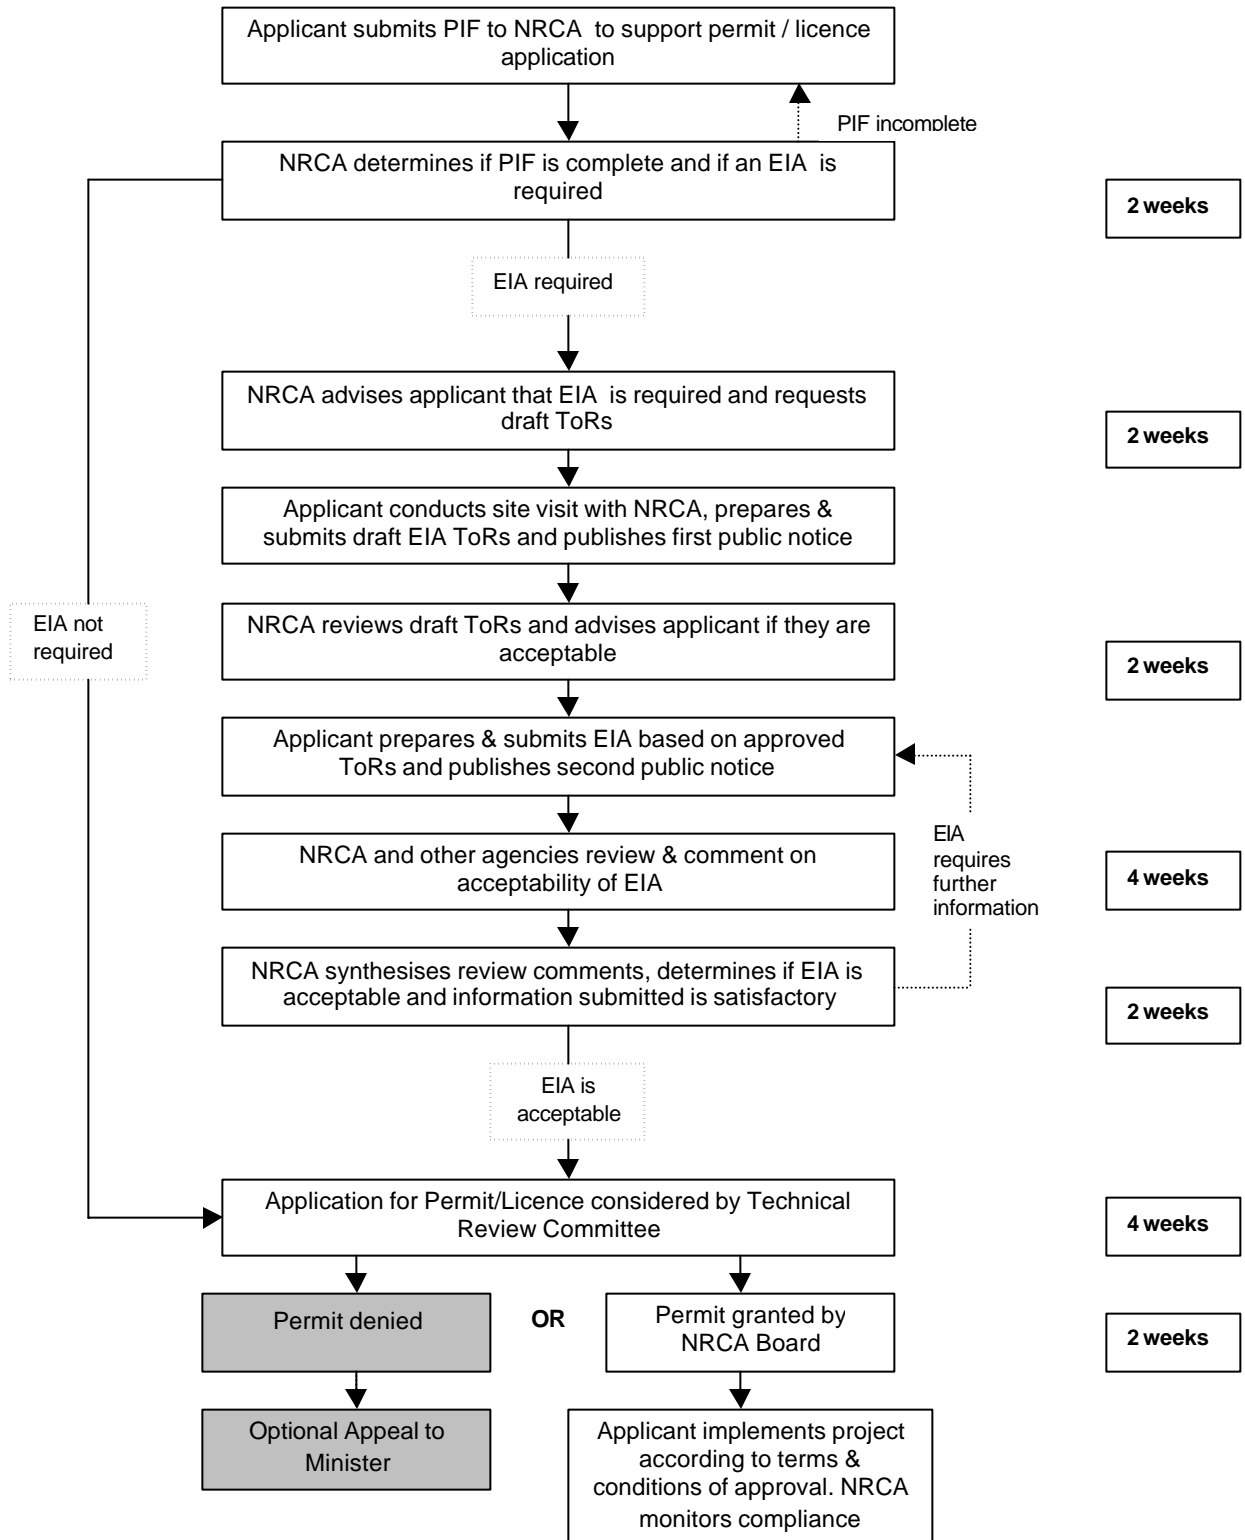 Applicant submits PIF to NRCA to support permit / licence
application
PIF incomplete
NRCA determines if PIF is complete and if an EIA is
required
2 weeks
EIA required
NRCA advises applicant that EIA is required and requests
draft ToRs
2 weeks
Applicant conducts site visit with NRCA, prepares &
submits draft EIA ToRs and publishes first public notice
EIA not
required
NRCA reviews draft ToRs and advises applicant if they are
acceptable
2 weeks
Applicant prepares & submits EIA based on approved
ToRs and publishes second public notice
EIA
requires
further
information
NRCA and other agencies review & comment on
acceptability of EIA
4 weeks
NRCA synthesises review comments, determines if EIA is
acceptable and information submitted is satisfactory
2 weeks
EIA is
acceptable
Application for Permit/Licence considered by Technical
Review Committee
4 weeks
Permit denied
OR
Permit granted by
NRCA Board
2 weeks
Optional Appeal to
Minister
Applicant implements project
according to terms &
conditions of approval. NRCA
monitors compliance